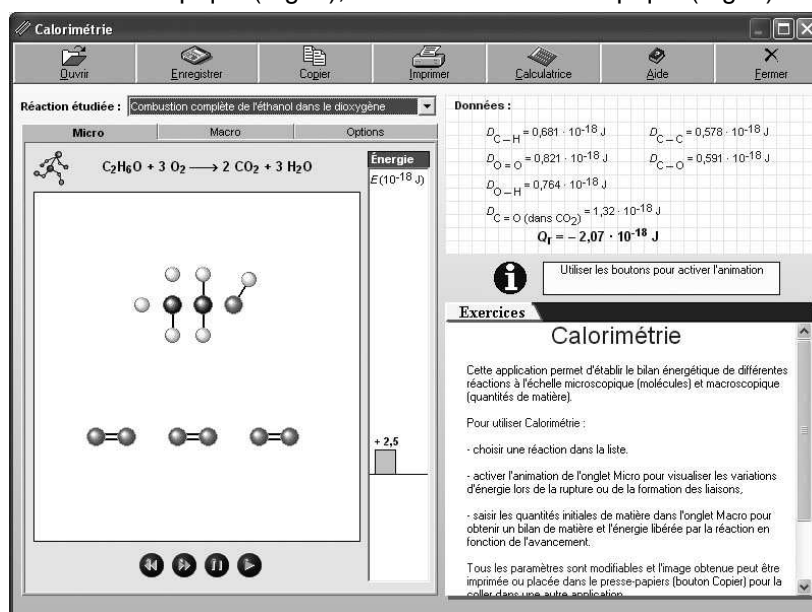 Calorimétrie
Ouvrir
Enregistrer
Copier
Imprimer
Calculatrice
Aide
Fermer
Réaction étudiée : Combustion complète de l'éthanol dans le dioxygène
Micro
Macro
Options
C2H6O + 3 O2 ⟶ 2 CO2 + 3 H2O
Énergie
E(10-18 J)
+ 2,5
Données :
DC – H = 0,681 · 10-18 J
DC – C = 0,578 · 10-18 J
DO = O = 0,821 · 10-18 J
DC – O = 0,591 · 10-18 J
DO – H = 0,764 · 10-18 J
DC = O (dans CO2) = 1,32 · 10-18 J
Qr = – 2,07 · 10-18 J
Utiliser les boutons pour activer l'animation
Exercices
Calorimétrie
Cette application permet d'établir le bilan énergétique de différentes
réactions à l'échelle microscopique (molécules) et macroscopique
(quantités de matière).
Pour utiliser Calorimétrie :
- choisir une réaction dans la liste.
- activer l'animation de l'onglet Micro pour visualiser les variations
d'énergie lors de la rupture ou de la formation des liaisons,
- saisir les quantités initiales de matière dans l'onglet Macro pour
obtenir un bilan de matière et l'énergie libérée par la réaction en
fonction de l'avancement.
Tous les paramètres sont modifiables et l'image obtenue peut être
imprimée ou placée dans le presse-papiers (bouton Copier) pour la
coller dans une autre application